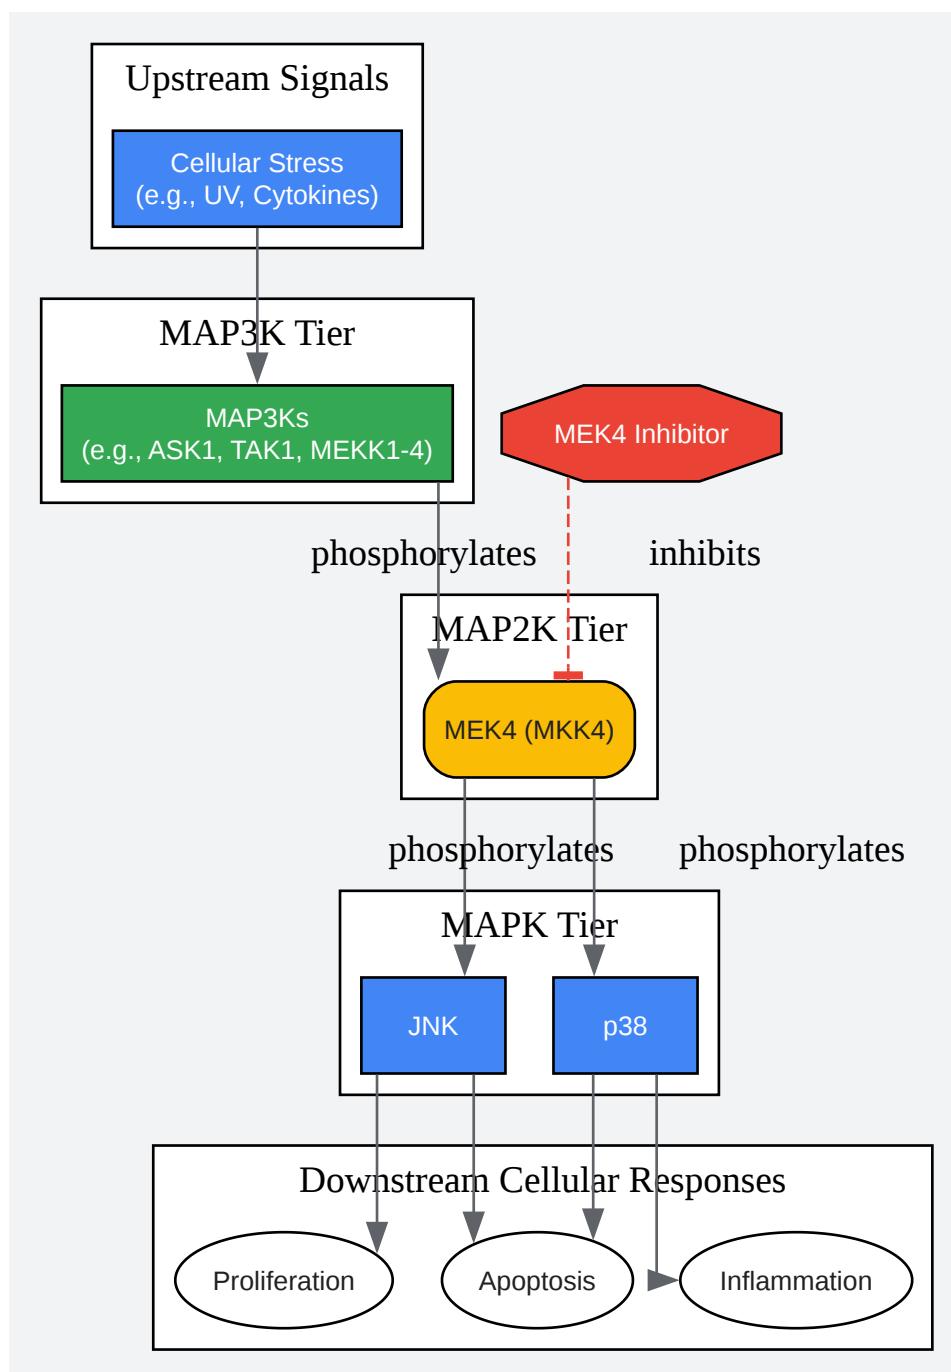 Upstream Signals
Cellular Stress
(e.g., UV, Cytokines)
MAP3K Tier
MAP3Ks
(e.g., ASK1, TAK1, MEKK1-4)
MEK4 Inhibitor
phosphorylates
inhibits
MAP2K Tier
MEK4 (MKK4)
phosphorylates
phosphorylates
MAPK Tier
JNK
p38
Downstream Cellular Responses
Proliferation
Apoptosis
Inflammation